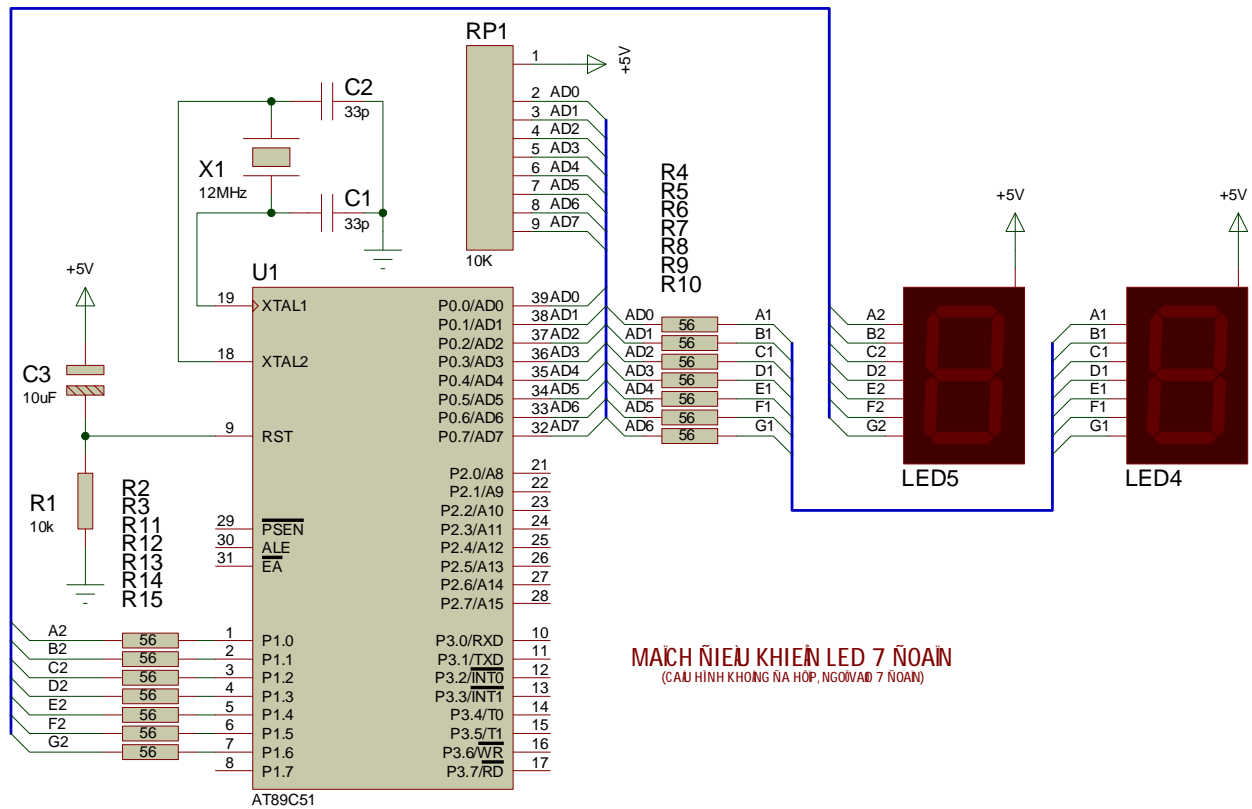 RP1
1
+5V
2 AD0
3 AD1
4 AD2
5 AD3
6 AD4
7 AD5
8 AD6
9 AD7
10K
C2
33p
X1
12MHz
C1
33p
+5V
C3
10uF
R1
10k
R2
R3
R11
R12
R13
R14
R15
R4
R5
R6
R7
R8
R9
R10
U1
19 XTAL1
18 XTAL2
9 RST
29 PSEN
30 ALE
31 EA
A2 56 1 P1.0
B2 56 2 P1.1
C2 56 3 P1.2
D2 56 4 P1.3
E2 56 5 P1.4
F2 56 6 P1.5
G2 56 7 P1.6
8 P1.7
P0.0/AD0 39 AD0
P0.1/AD1 38 AD1
P0.2/AD2 37 AD2
P0.3/AD3 36 AD3
P0.4/AD4 35 AD4
P0.5/AD5 34 AD5
P0.6/AD6 33 AD6
P0.7/AD7 32 AD7
P2.0/A8 21
P2.1/A9 22
P2.2/A10 23
P2.3/A11 24
P2.4/A12 25
P2.5/A13 26
P2.6/A14 27
P2.7/A15 28
P3.0/RXD 10
P3.1/TXD 11
P3.2/INT0 12
P3.3/INT1 13
P3.4/T0 14
P3.5/T1 15
P3.6/WR 16
P3.7/RD 17
AT89C51
AD0 56 A1
AD1 56 B1
AD2 56 C1
AD3 56 D1
AD4 56 E1
AD5 56 F1
AD6 56 G1
+5V
A2
B2
C2
D2
E2
F2
G2
LED5
+5V
A1
B1
C1
D1
E1
F1
G1
LED4
LED 7